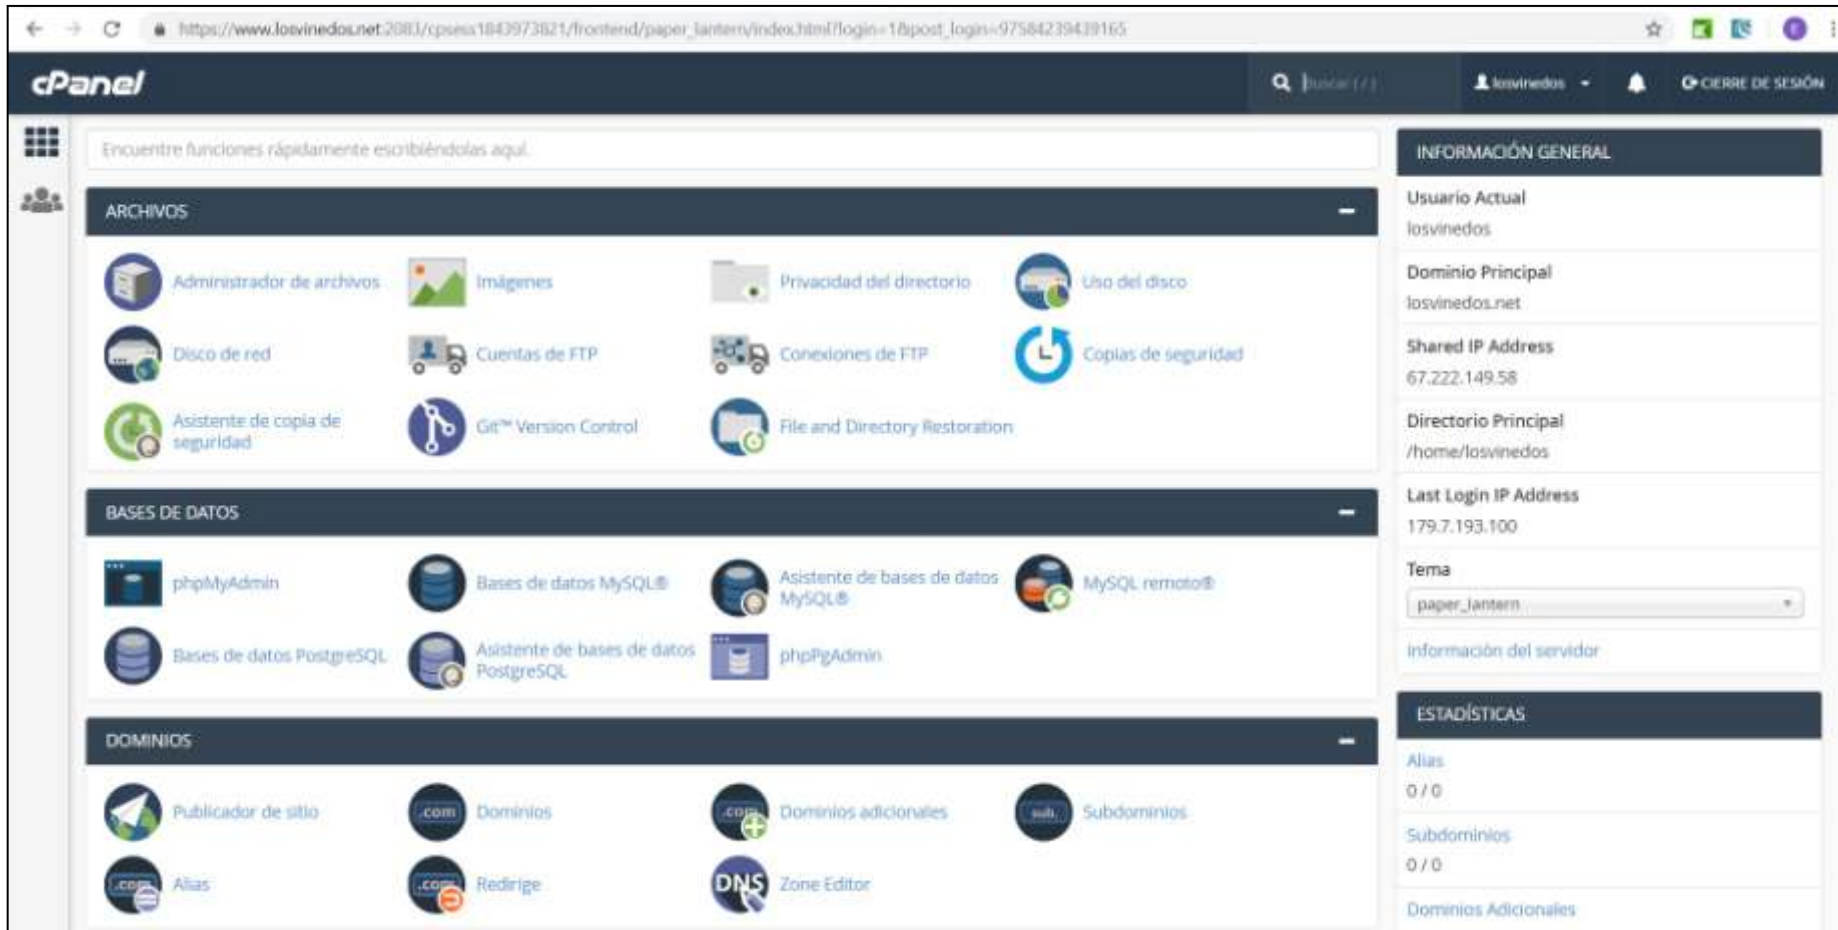 https://www.losvinedos.net:2083/cpsess1843973821/frontend/paper_lantern/index.html?login=1&post_login=97584239439165
E
cPanel
Buscar ( / )
losvinedos
CIERRE DE SESIÓN
Encuentre funciones rápidamente escribiéndolas aquí.
ARCHIVOS
Administrador de archivos
Imágenes
Privacidad del directorio
Uso del disco
Disco de red
Cuentas de FTP
Conexiones de FTP
Copias de seguridad
Asistente de copia de
seguridad
Git™ Version Control
File and Directory Restoration
BASES DE DATOS
phpMyAdmin
Bases de datos MySQL®
Asistente de bases de datos
MySQL®
MySQL remoto®
Bases de datos PostgreSQL
Asistente de bases de datos
PostgreSQL
phpPgAdmin
DOMINIOS
Publicador de sitio
.com
Dominios
.com
Dominios adicionales
sub.
Subdominios
.com
Alias
.com
Redirige
DNS
Zone Editor
INFORMACIÓN GENERAL
Usuario Actual
losvinedos
Dominio Principal
losvinedos.net
Shared IP Address
67.222.149.58
Directorio Principal
/home/losvinedos
Last Login IP Address
179.7.193.100
Tema
paper_lantern
información del servidor
ESTADÍSTICAS
Alias
0 / 0
Subdominios
0 / 0
Dominios Adicionales